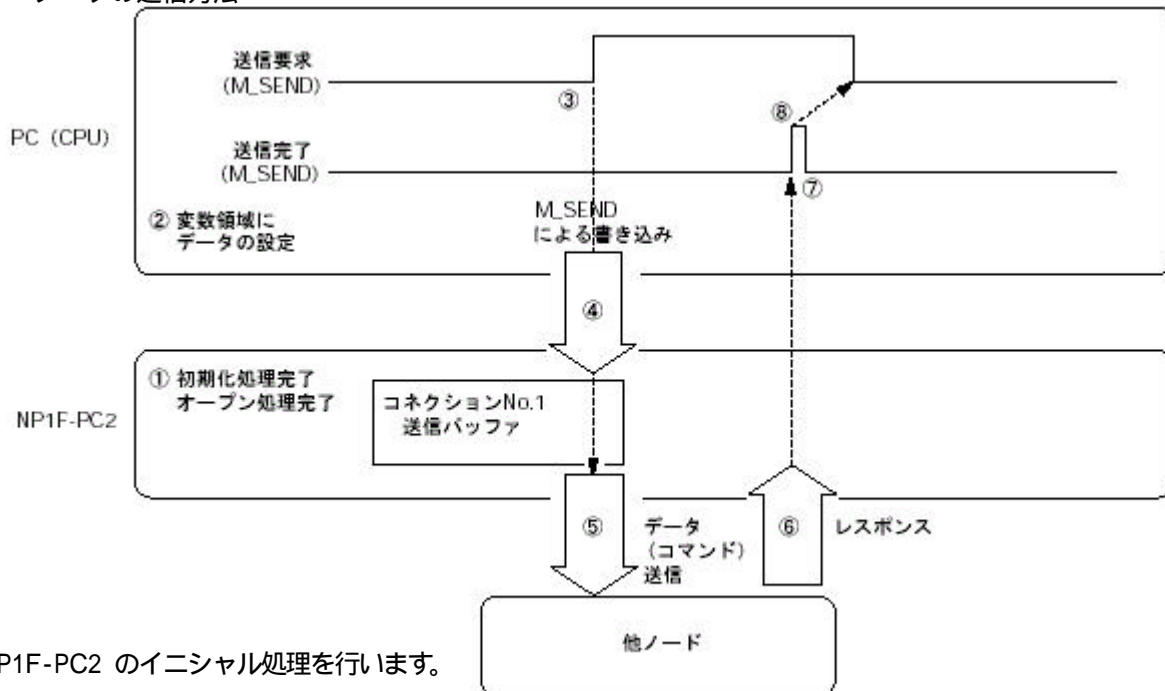 送信要求
(M_SEND)
③
⑧
PC (CPU)
送信完了
(M_SEND)
⑦
② 変数領域に
データの設定
M_SEND
による書き込み
④
① 初期化処理完了
オープン処理完了
NP1F-PC2
コネクションNo.1
送信バッファ
⑤
データ
(コマンド)
送信
⑥
レスポンス
他ノード
P1F-PC2 のイニシャル処理を行います。